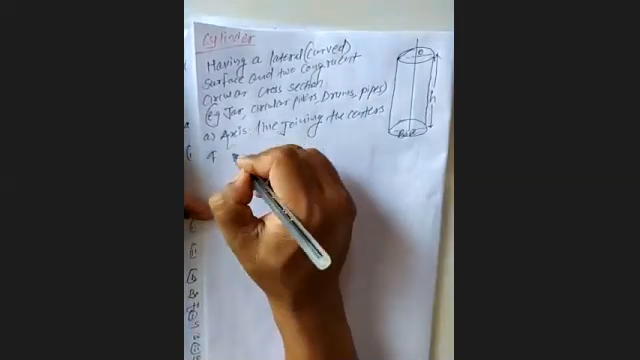 Cylinder
Having a lateral (curved)
Surface and two congruent
Circular cross section.
eg Jar, circular pillars, Drums, pipes)
a) Axis: line joining the centers
h
Base